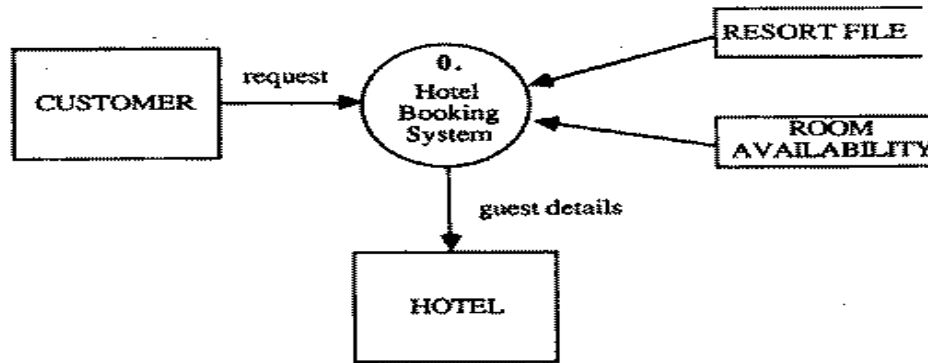 RESORT FILE
request
0.
Hotel
Booking
System
CUSTOMER
ROOM
AVAILABILITY
guest details
HOTEL